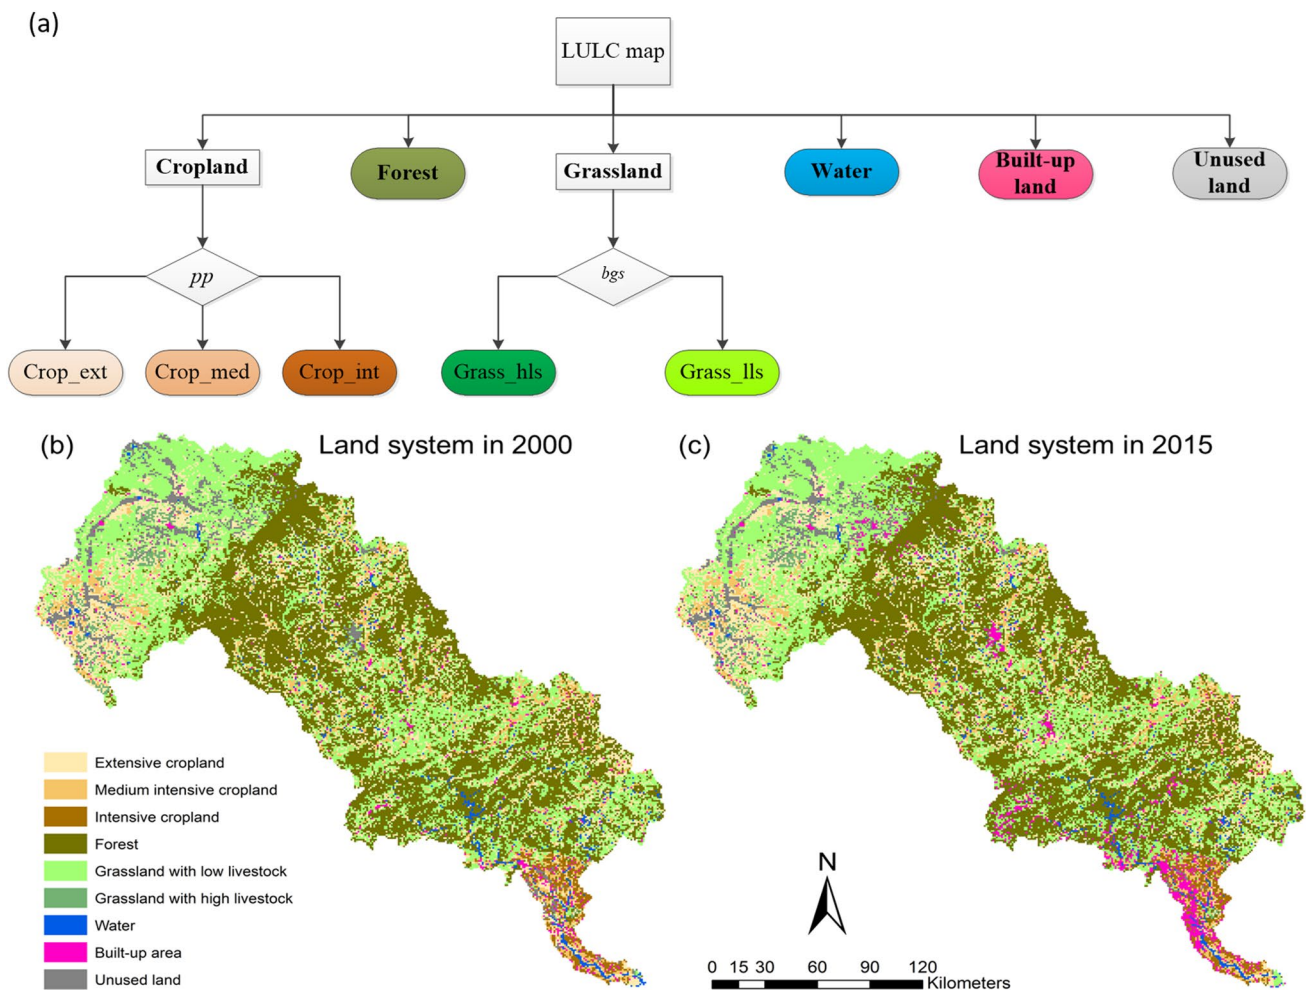 (a)
LULC map
Cropland
Forest
Grassland
Water
Built-up
land
Unused
land
pp
bgs
Crop_ext
Crop_med
Crop_int
Grass_hls
Grass_lls
(b)
Land system in 2000
(c)
Land system in 2015
Extensive cropland
Medium intensive cropland
Intensive cropland
Forest
Grassland with low livestock
Grassland with high livestock
Water
Built-up area
Unused land
N
0 15 30 60 90 120
Kilometers